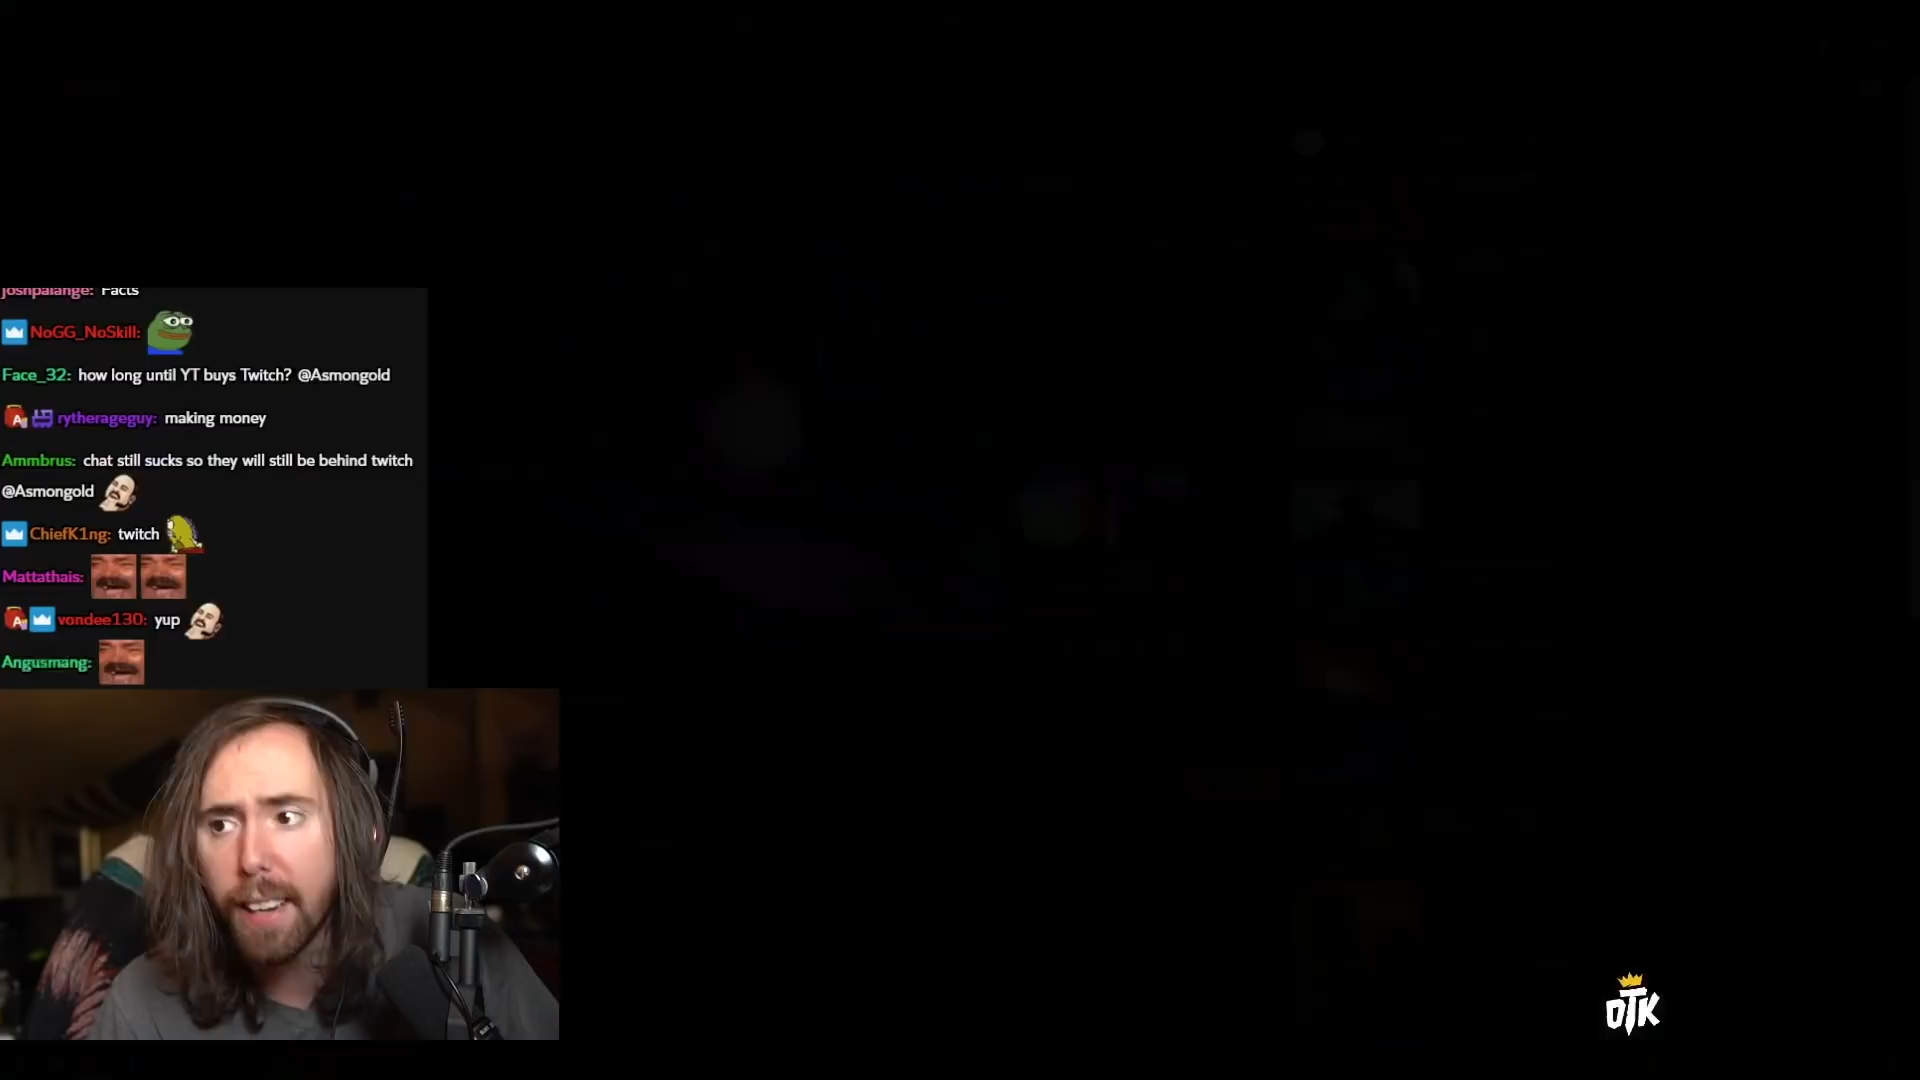 joshpalange: Facts
NoGG_NoSkill:
Face_32: how long until YT buys Twitch? @Asmongold
rytherageguy: making money
Ammbrus: chat still sucks so they will still be behind twitch
@Asmongold
ChiefK1ng: twitch
Mattathais:
vondee130: yup
Angusmang:
OTK